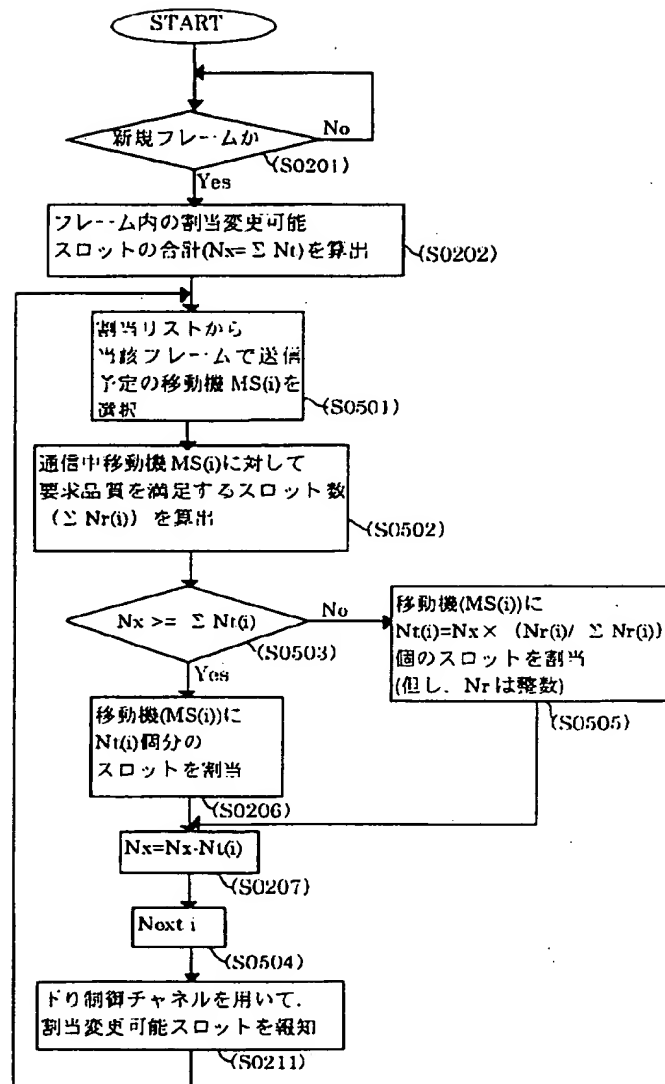 START
No
新規フレームか
(S0201)
Yes
フレーム内の割当変更可能
スロットの合計(Nx=Σ Nt)を算出
(S0202)
割当リストから
当該フレームで送信
予定の移動機 MS(i)を
選択
(S0501)
通信中移動機 MS(i)に対して
要求品質を満足するスロット数
(Σ Nr(i)) を算出
(S0502)
Nx >= Σ Nt(i)
No
(S0503)
Yes
移動機(MS(i))に
Nt(i)=Nx× (Nr(i)/ Σ Nr(i))
個のスロットを割当
(但し、Nr は整数)
(S0505)
移動機(MS(i))に
Nt(i)個分の
スロットを割当
(S0206)
Nx=Nx-Nt(i)
(S0207)
Next i
(S0504)
下り制御チャネルを用いて、
割当変更可能スロットを報知
(S0211)